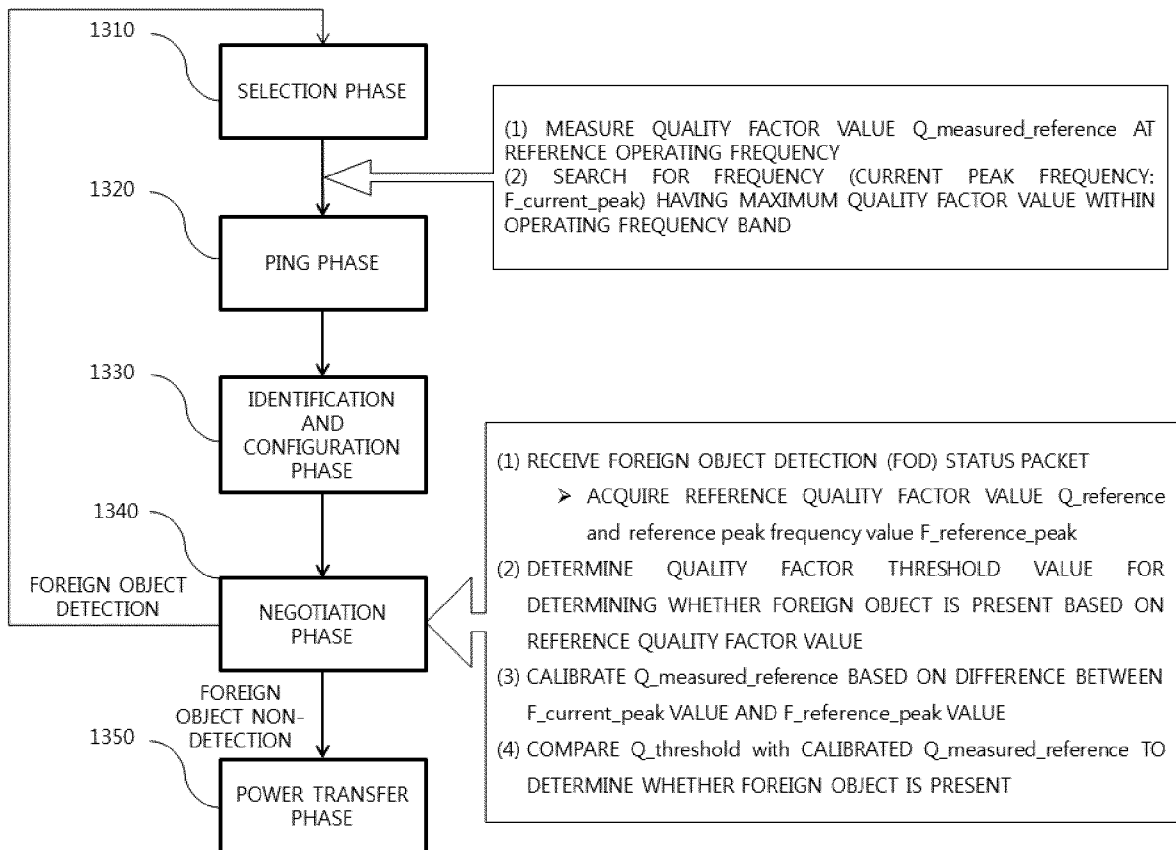 1310
SELECTION PHASE
(1) MEASURE QUALITY FACTOR VALUE Q_measured_reference AT
REFERENCE OPERATING FREQUENCY
(2) SEARCH FOR FREQUENCY (CURRENT PEAK FREQUENCY:
F_current_peak) HAVING MAXIMUM QUALITY FACTOR VALUE WITHIN
OPERATING FREQUENCY BAND
1320
PING PHASE
1330
IDENTIFICATION
AND
CONFIGURATION
PHASE
1340
FOREIGN OBJECT
DETECTION
NEGOTIATION
PHASE
(1) RECEIVE FOREIGN OBJECT DETECTION (FOD) STATUS PACKET
➤ ACQUIRE REFERENCE QUALITY FACTOR VALUE Q_reference
and reference peak frequency value F_reference_peak
(2) DETERMINE QUALITY FACTOR THRESHOLD VALUE FOR
DETERMINING WHETHER FOREIGN OBJECT IS PRESENT BASED ON
REFERENCE QUALITY FACTOR VALUE
(3) CALIBRATE Q_measured_reference BASED ON DIFFERENCE BETWEEN
F_current_peak VALUE AND F_reference_peak VALUE
(4) COMPARE Q_threshold with CALIBRATED Q_measured_reference TO
DETERMINE WHETHER FOREIGN OBJECT IS PRESENT
FOREIGN
OBJECT NON-
DETECTION
1350
POWER TRANSFER
PHASE